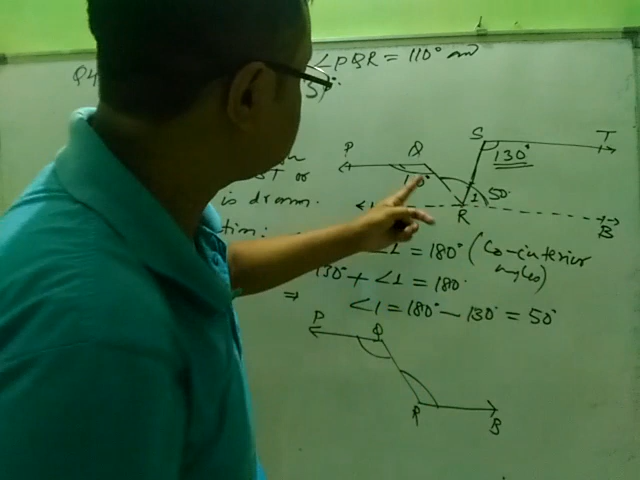 Q4 ∠PQR = 110° and
S T
P Q 130°
ST or
is drawn. 1 50°
R B
∠1 = 180° (Co-interior
angles)
130° + ∠1 = 180°
⇒ ∠1 = 180° - 130° = 50°
P Q
R B